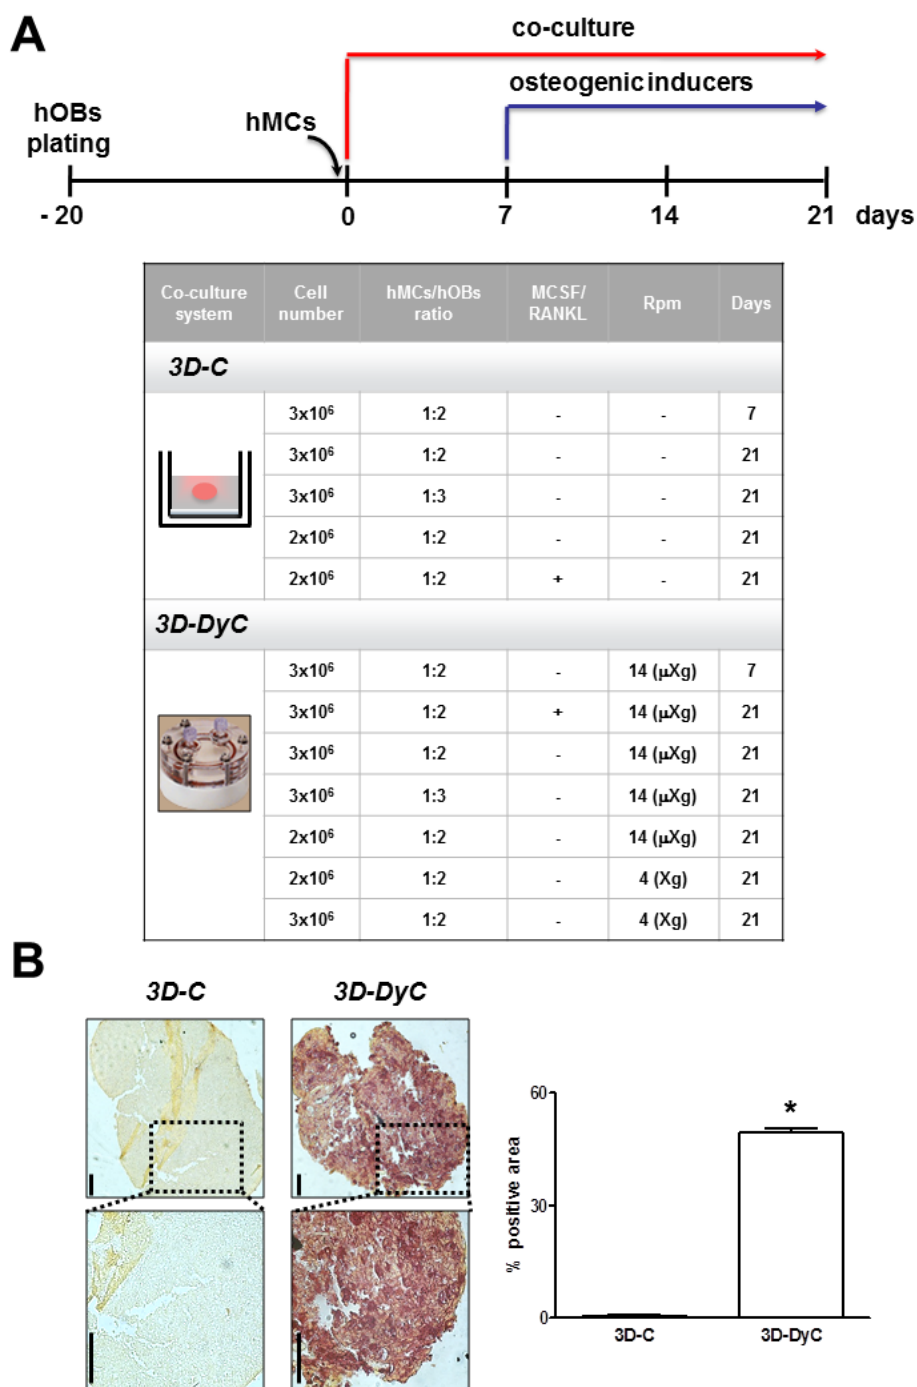 A
co-culture
osteogenic inducers
hOBs
plating
hMCs
- 20 0 7 14 21 days
Co-culture system Cell number hMCs/hOBs ratio MCSF/ RANKL Rpm Days
3D-C
3x10⁶ 1:2 - - 7
3x10⁶ 1:2 - - 21
3x10⁶ 1:3 - - 21
2x10⁶ 1:2 - - 21
2x10⁶ 1:2 + - 21
3D-DyC
3x10⁶ 1:2 - 14 (µXg) 7
3x10⁶ 1:2 + 14 (µXg) 21
3x10⁶ 1:2 - 14 (µXg) 21
3x10⁶ 1:3 - 14 (µXg) 21
2x10⁶ 1:2 - 14 (µXg) 21
2x10⁶ 1:2 - 4 (Xg) 21
3x10⁶ 1:2 - 4 (Xg) 21
B
3D-C 3D-DyC
% positive area
60
30
0
*
3D-C 3D-DyC